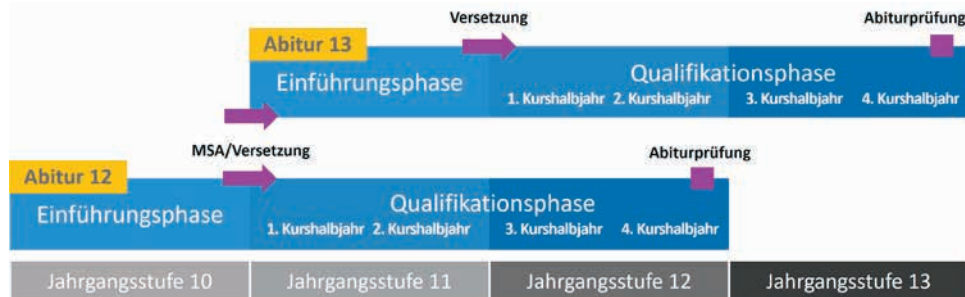 Versetzung
Abiturprüfung
Abitur 13
Einführungsphase
Qualifikationsphase
1. Kurshalbjahr 2. Kurshalbjahr 3. Kurshalbjahr 4. Kurshalbjahr
MSA/Versetzung
Abiturprüfung
Abitur 12
Einführungsphase
Qualifikationsphase
1. Kurshalbjahr 2. Kurshalbjahr 3. Kurshalbjahr 4. Kurshalbjahr
Jahrgangsstufe 10
Jahrgangsstufe 11
Jahrgangsstufe 12
Jahrgangsstufe 13